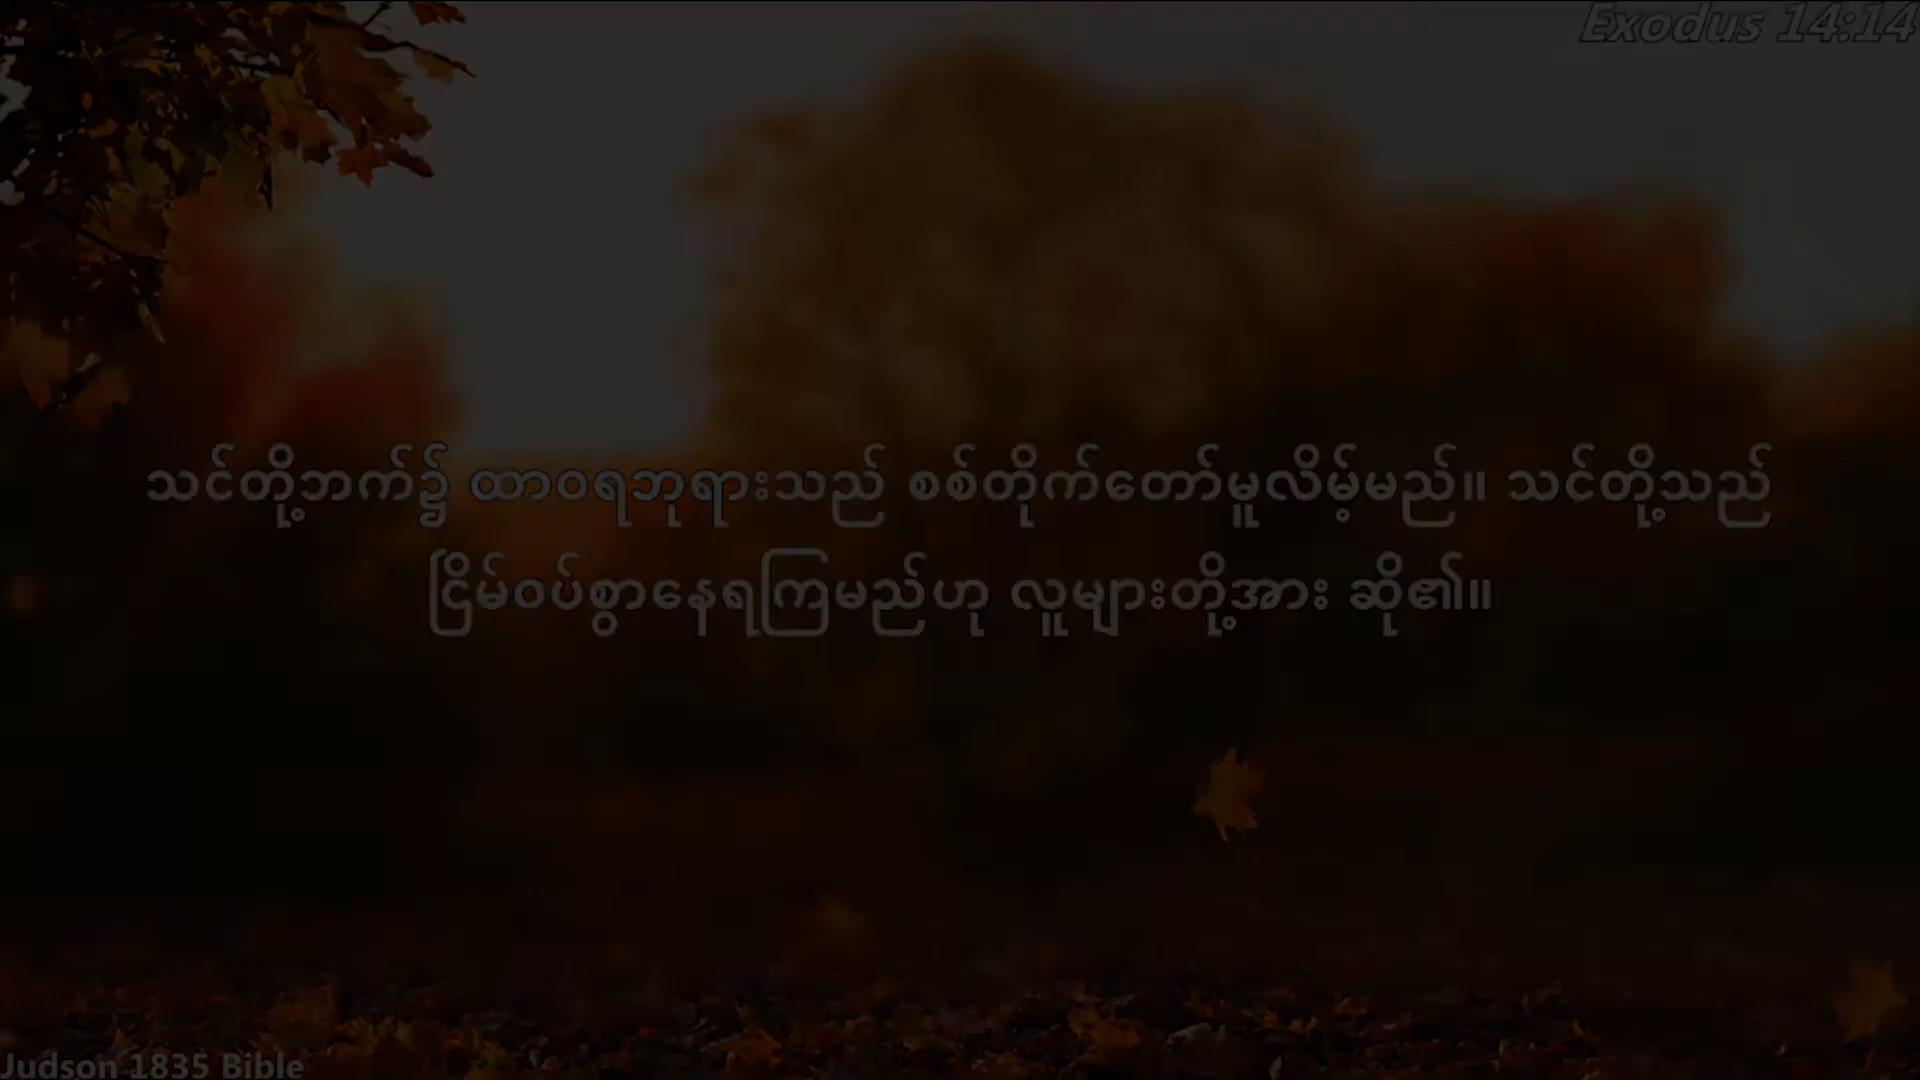 Exodus 14:14
သင်တို့ဘက်၌ ထာဝရဘုရားသည် စစ်တိုက်တော်မူလိမ့်မည်။ သင်တို့သည်
ငြိမ်ဝပ်စွာနေရကြမည်ဟု လူများတို့အား ဆို၏။
Judson 1835 Bible